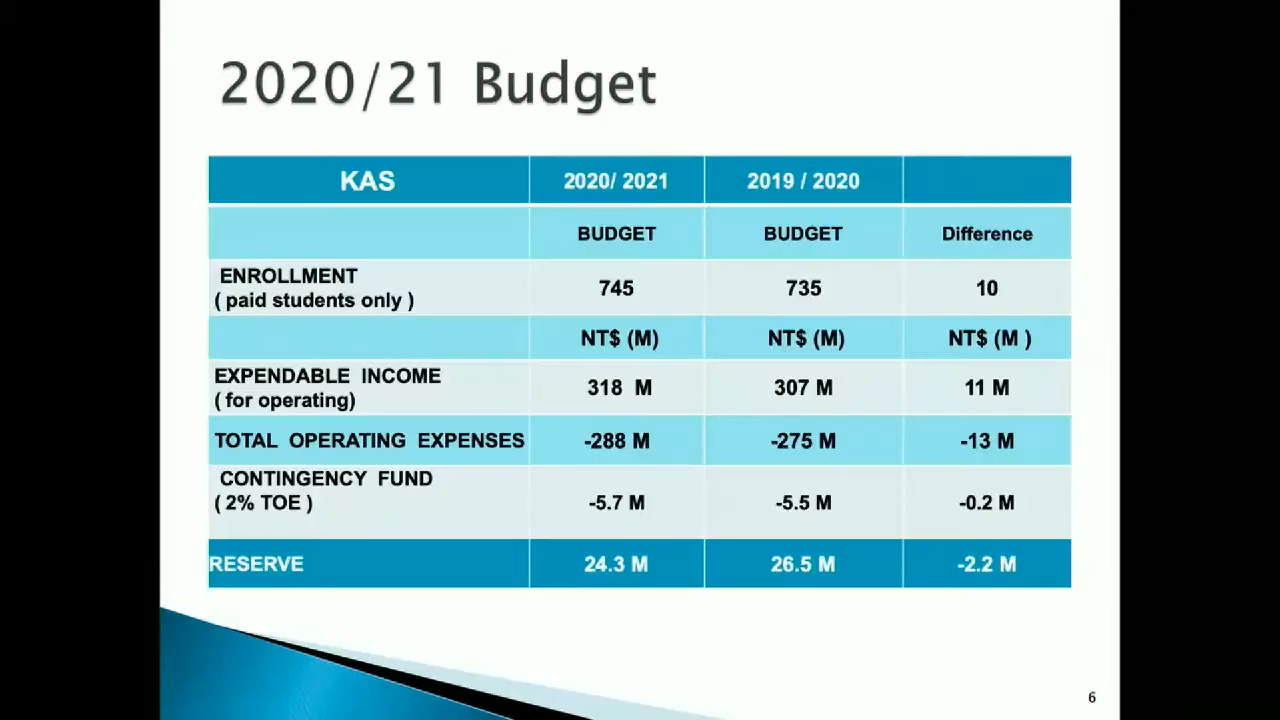 2020/21 Budget
KAS 2020/ 2021 2019 / 2020
BUDGET BUDGET Difference
ENROLLMENT
( paid students only ) 745 735 10
NT$ (M) NT$ (M) NT$ (M )
EXPENDABLE INCOME
( for operating) 318 M 307 M 11 M
TOTAL OPERATING EXPENSES -288 M -275 M -13 M
CONTINGENCY FUND
( 2% TOE ) -5.7 M -5.5 M -0.2 M
RESERVE 24.3 M 26.5 M -2.2 M
6